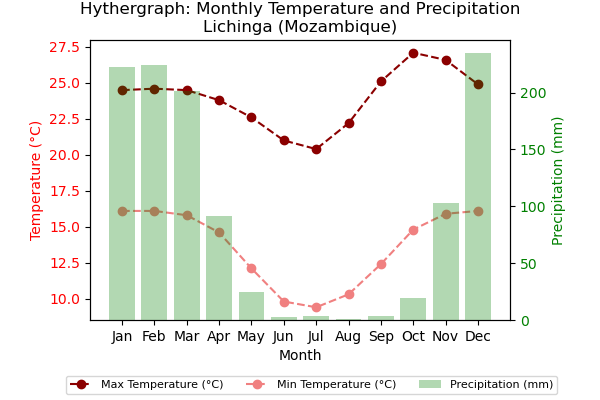 Hythergraph: Monthly Temperature and Precipitation
Lichinga (Mozambique)
27.5
25.0
22.5
20.0
17.5
15.0
12.5
10.0
Temperature (°C)
200
150
100
50
0
Precipitation (mm)
Jan Feb Mar Apr May Jun Jul Aug Sep Oct Nov Dec
Month
Max Temperature (°C) Min Temperature (°C) Precipitation (mm)